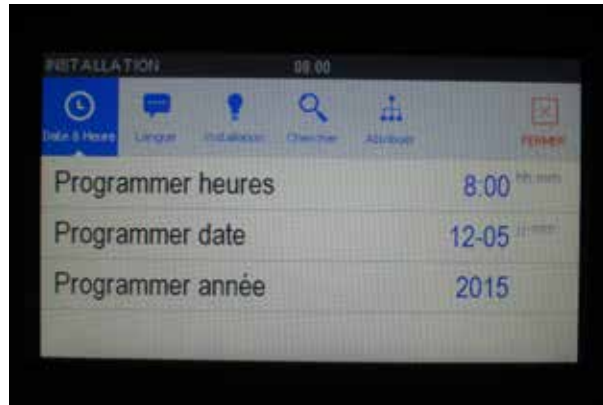 INSTALLATION 08:00
Date & Heure Langue Installation Chercher Attribuer FERMER
Programmer heures 8:00 hh:mm
Programmer date 12-05
Programmer année 2015